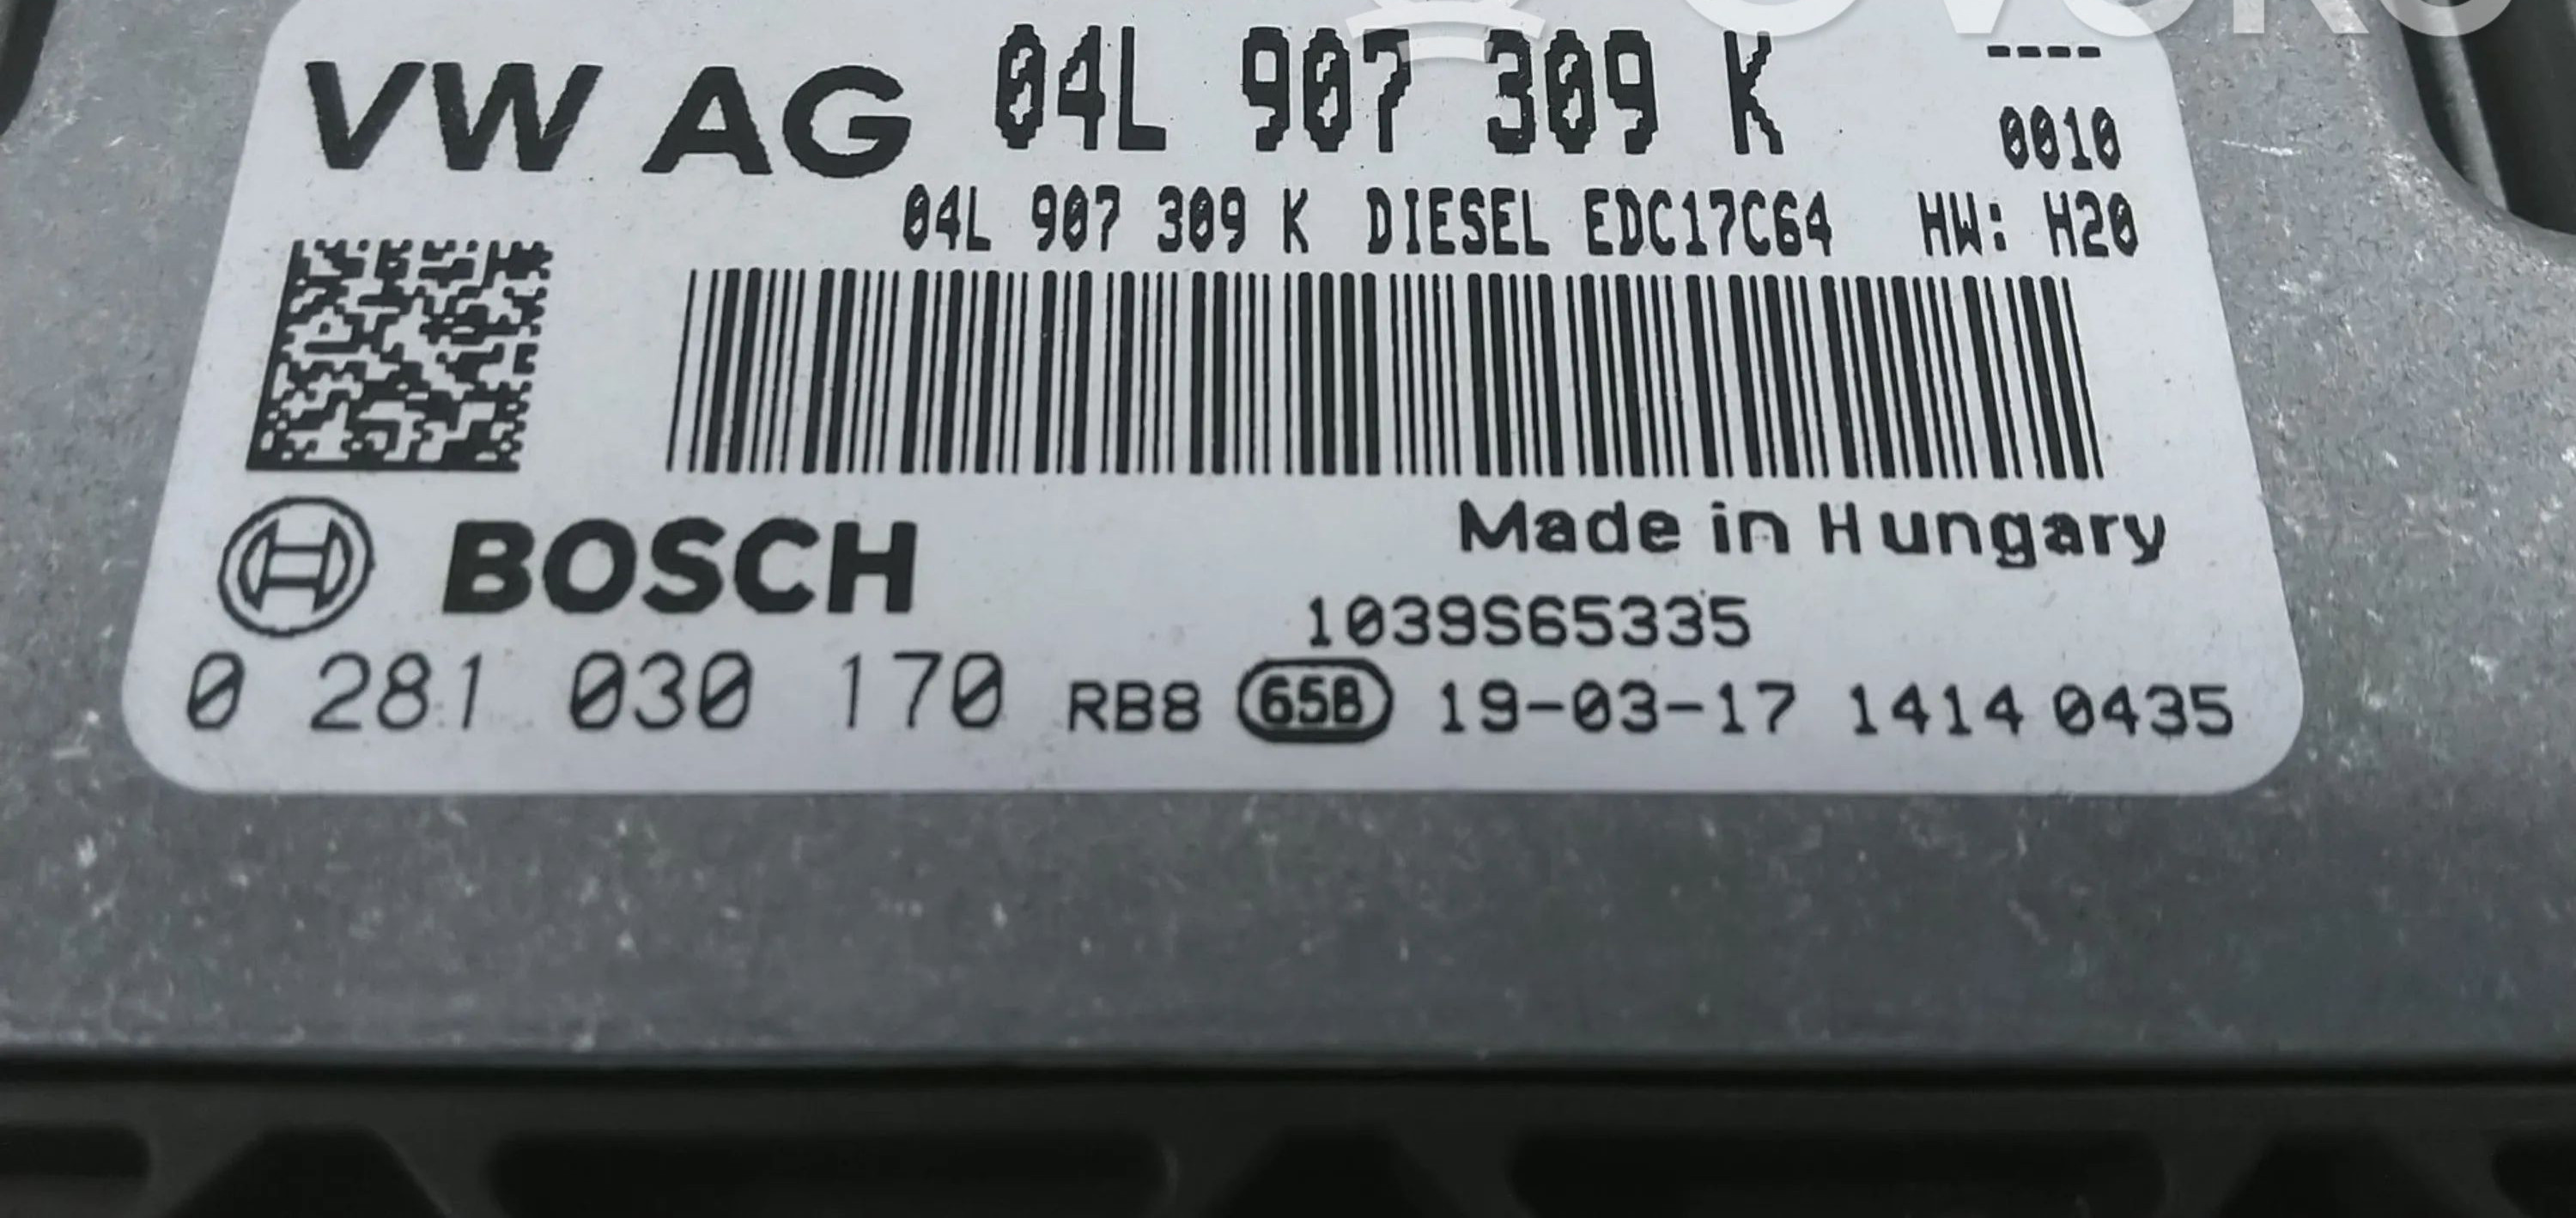 VW AG 04L 907 309 K ----
0010
04L 907 309 K DIESEL EDC17C64 HW: H20
BOSCH
Made in Hungary
1039S65335
0 281 030 170 RB8 65B 19-03-17 1414 0435